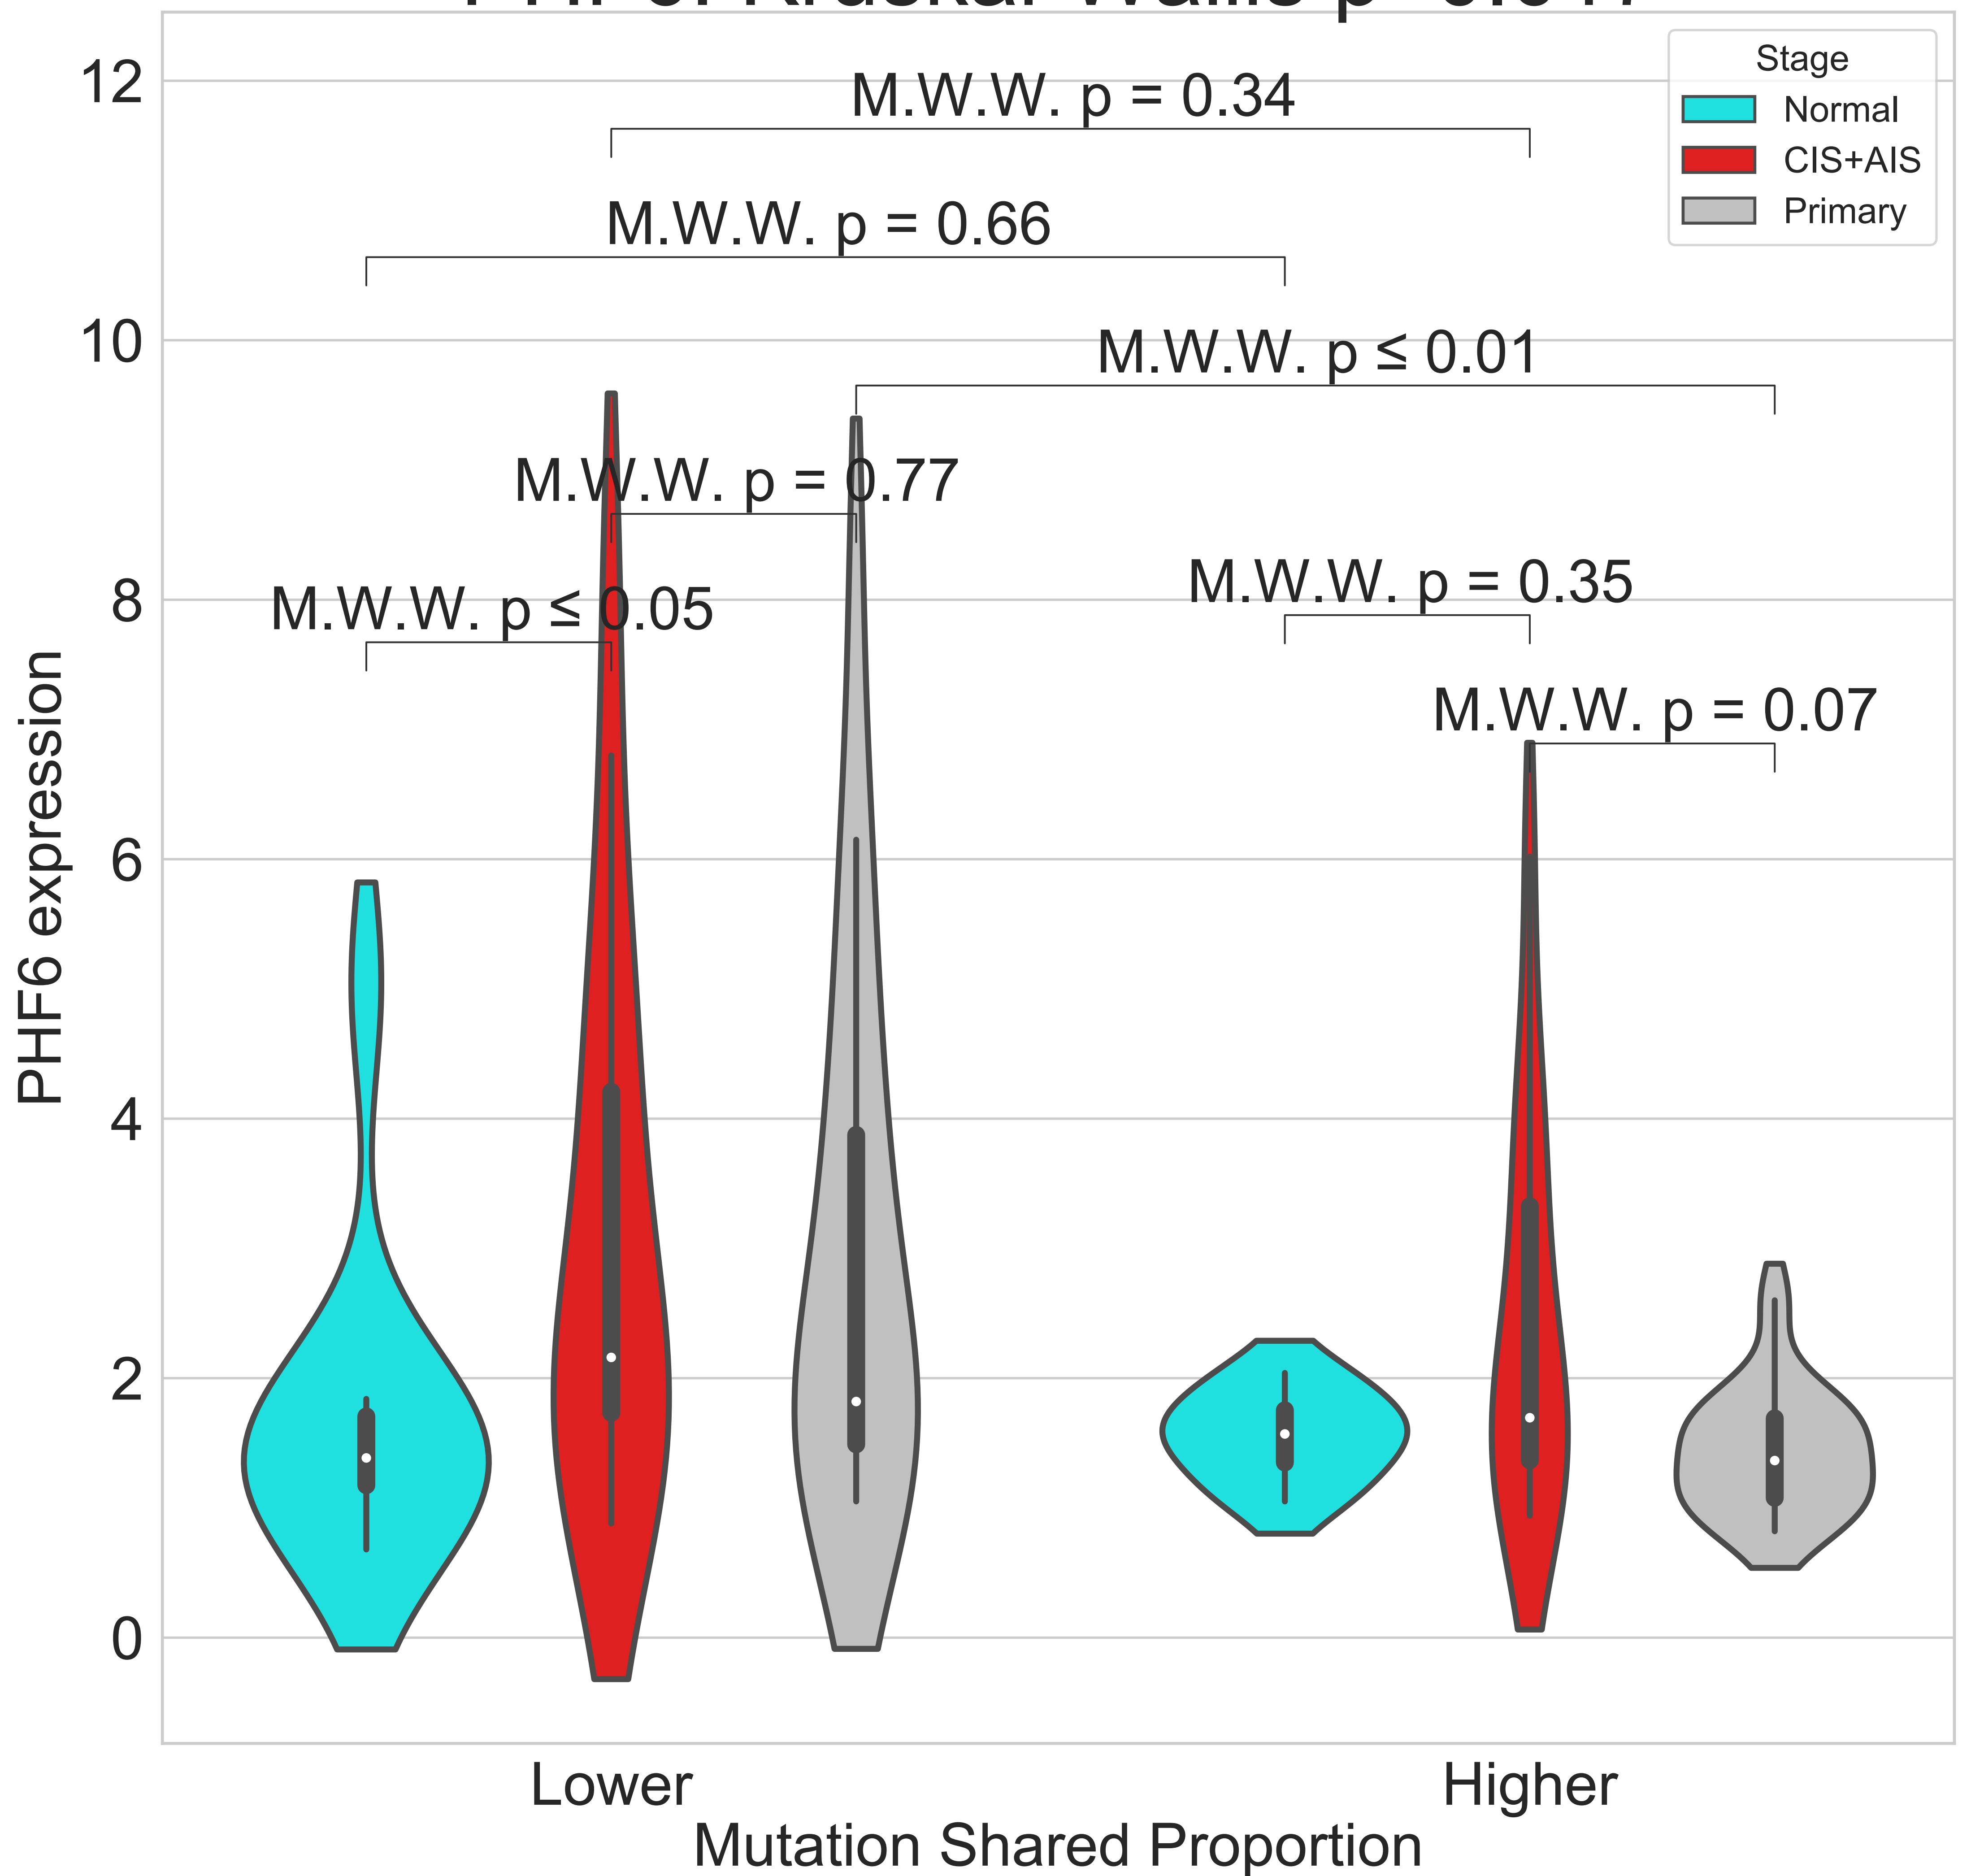 Stage
Normal
CIS+AIS
Primary
M.W.W. p = 0.34
M.W.W. p = 0.66
M.W.W. p ≤ 0.01
M.W.W. p = 0.77
M.W.W. p ≤ 0.05
M.W.W. p = 0.35
M.W.W. p = 0.07
12
10
8
6
4
2
0
PHF6 expression
Lower
Higher
Mutation Shared Proportion